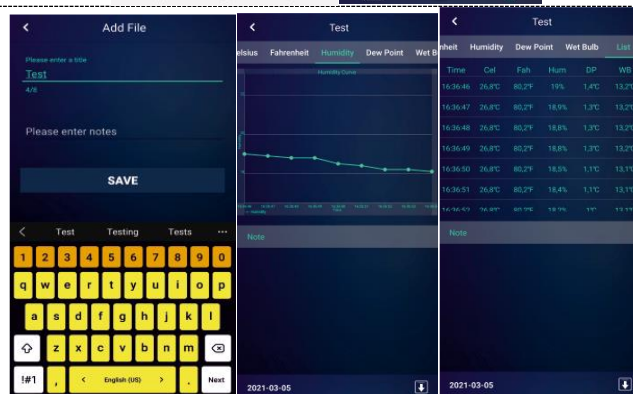 Add File
Please enter a title
Test
4/8
Please enter notes
SAVE
Test Testing Tests ...
1 2 3 4 5 6 7 8 9 0
q w e r t y u i o p
a s d f g h j k l
z x c v b n m
!#1 , < English (US) > . Next
Test
elsius Fahrenheit Humidity Dew Point Wet B
Humidity Curve
Note
2021-03-05
Test
nheit Humidity Dew Point Wet Bulb List
Time Cel Fah Hum DP WB
16:36:46 26,8°C 80,2°F 19% 1,4°C 13,2°
16:36:47 26,8°C 80,2°F 18,9% 1,3°C 13,2°
16:36:48 26,8°C 80,2°F 18,8% 1,3°C 13,2°
16:36:49 26,8°C 80,2°F 18,8% 1,3°C 13,2°
16:36:50 26,8°C 80,2°F 18,5% 1,1°C 13,1°
16:36:51 26,8°C 80,2°F 18,4% 1,1°C 13,1°
Note
2021-03-05